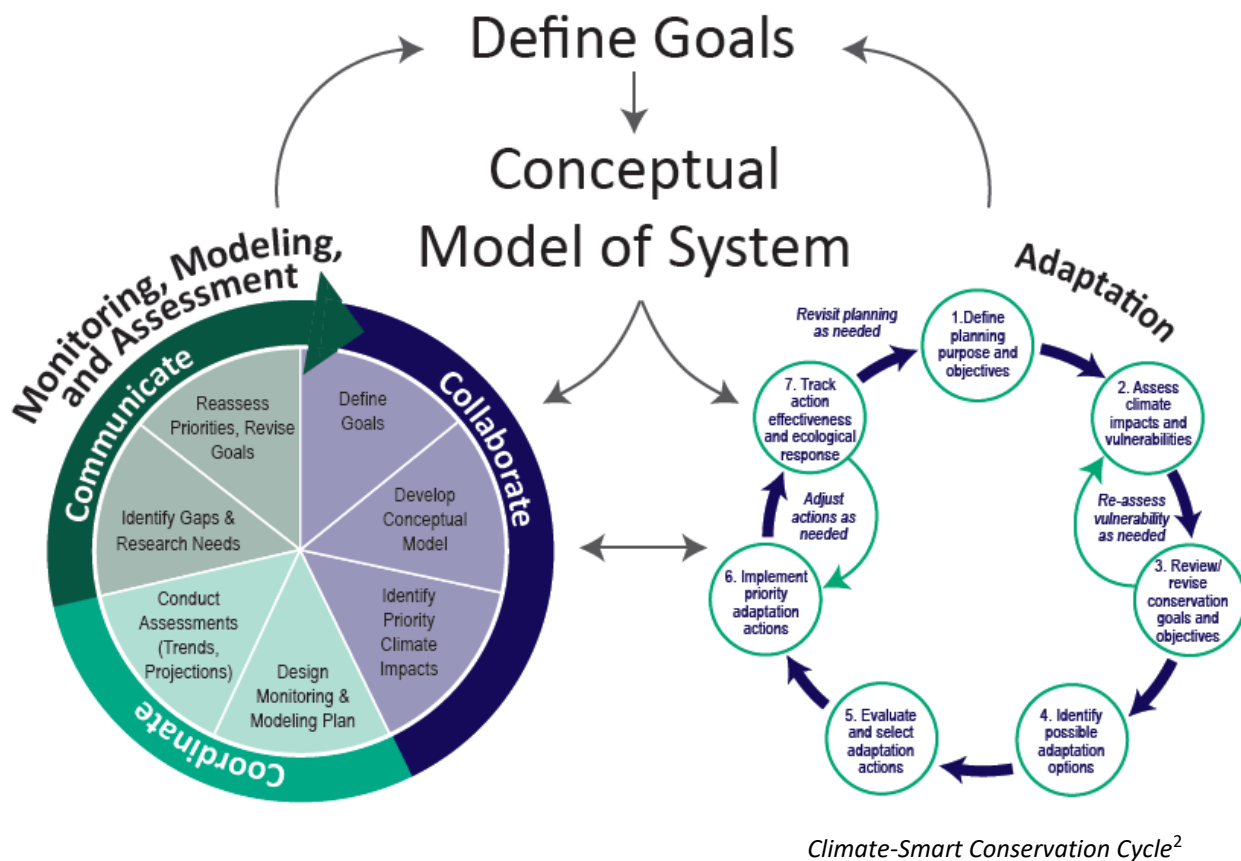 Define Goals
Conceptual
Model of System
Monitoring, Modeling,
and Assessment
Communicate
Collaborate
Coordinate
Define
Goals
Develop
Conceptual
Model
Identify
Priority
Climate
Impacts
Design
Monitoring &
Modeling Plan
Conduct
Assessments
(Trends,
Projections)
Identify Gaps &
Research Needs
Reassess
Priorities, Revise
Goals
Adaptation
1.Define
planning
purpose and
objectives
2. Assess
climate
impacts and
vulnerabilities
Re-assess
vulnerability
as needed
3. Review/
revise
conservation
goals and
objectives
4. Identify
possible
adaptation
options
5. Evaluate
and select
adaptation
actions
6. Implement
priority
adaptation
actions
Adjust
actions as
needed
7. Track
action
effectiveness
and ecological
response
Revisit planning
as needed
Climate-Smart Conservation Cycle²